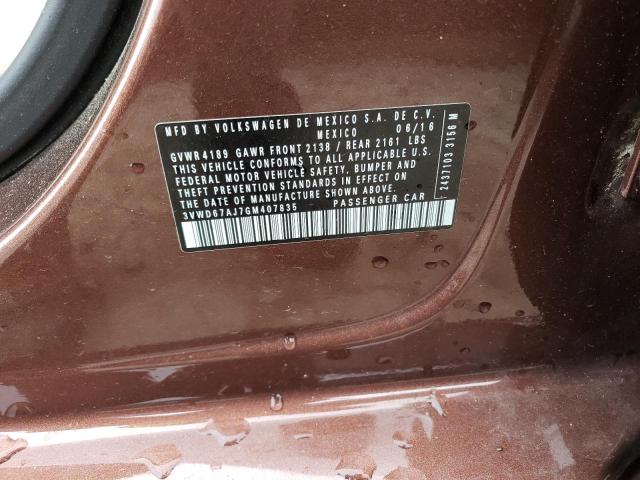 MFD BY VOLKSWAGEN DE MEXICO S.A. DE C.V.
MEXICO 06/16
GVWR 4189 GAWR FRONT 2138 / REAR 2161 LBS
THIS VEHICLE CONFORMS TO ALL APPLICABLE U.S.
FEDERAL MOTOR VEHICLE SAFETY, BUMPER AND
THEFT PREVENTION STANDARDS IN EFFECT ON
THE DATE OF MANUFACTURE SHOWN ABOVE.
3VWD67AJ7GM407835 PASSENGER CAR
T 2437103 3156 M